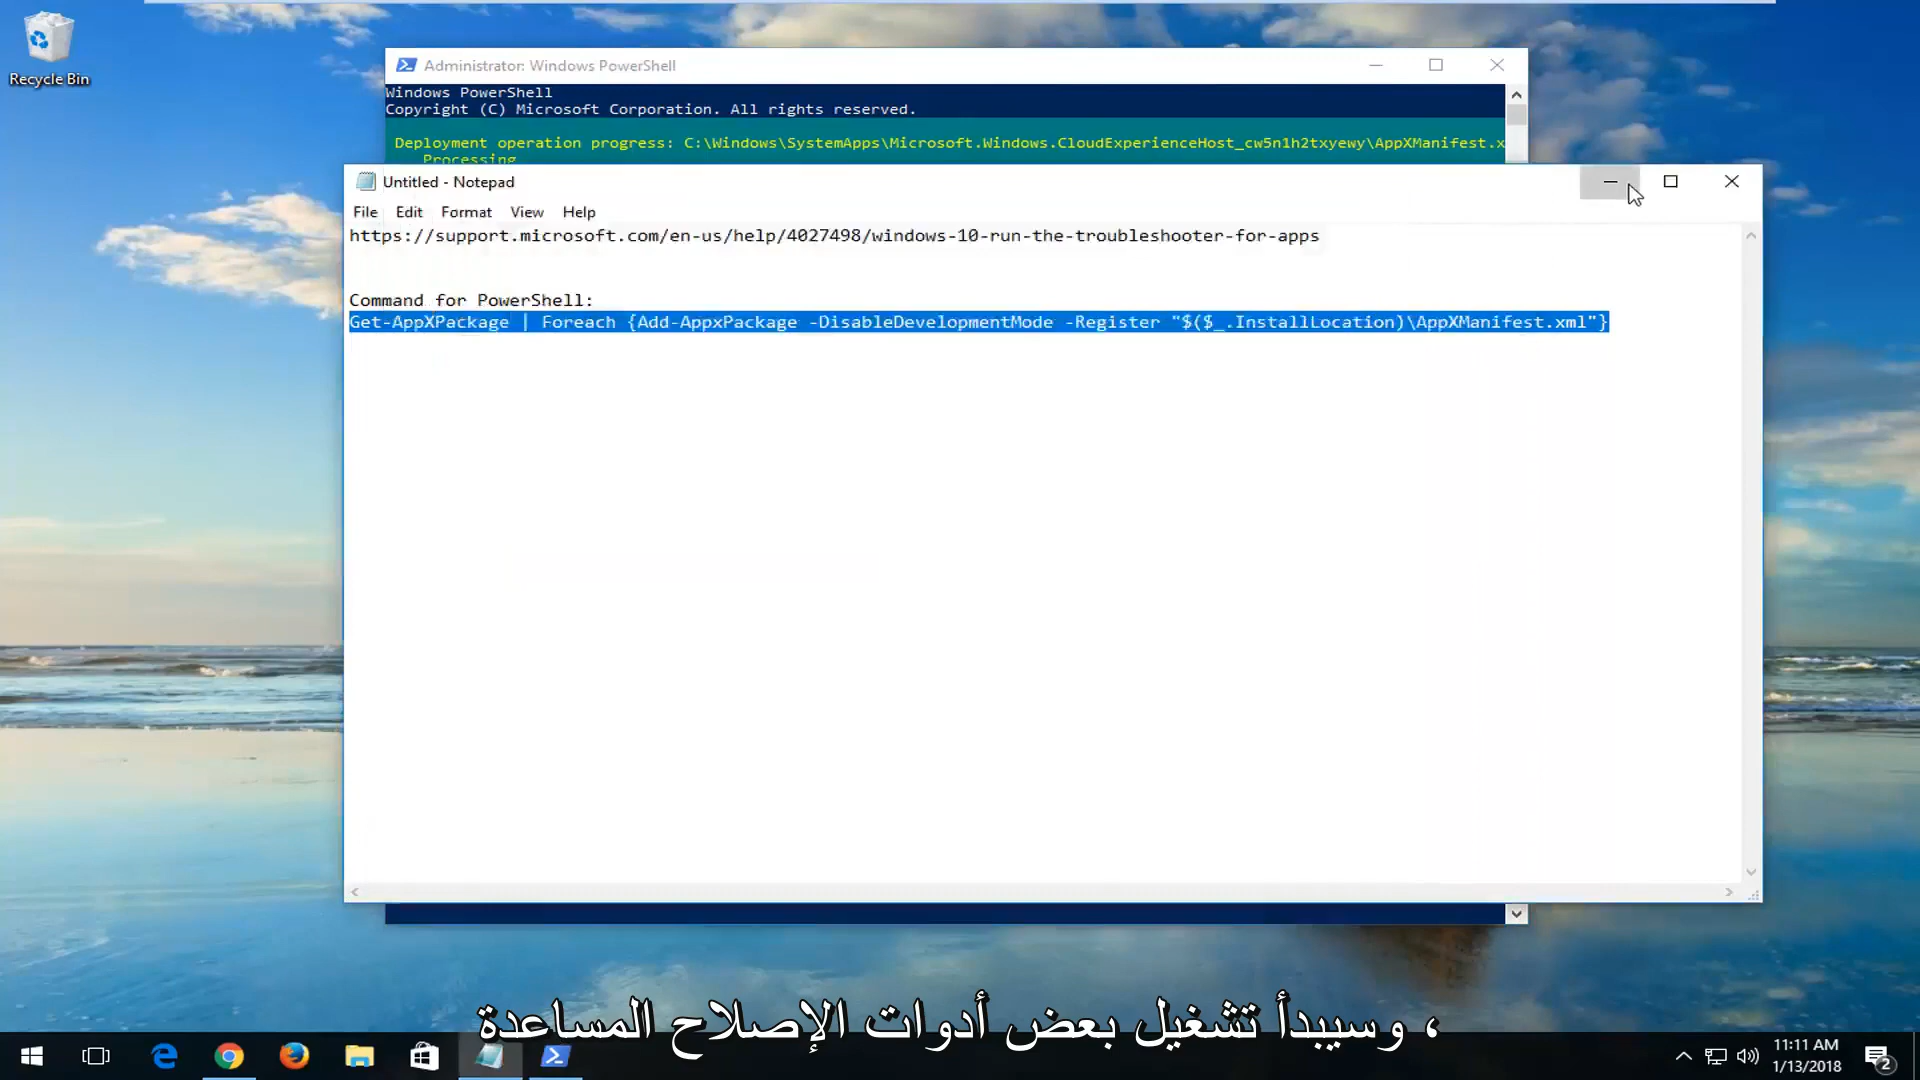 Recycle Bin
Administrator: Windows PowerShell
Windows PowerShell
Copyright (C) Microsoft Corporation. All rights reserved.
Deployment operation progress: C:\Windows\SystemApps\Microsoft.Windows.CloudExperienceHost_cw5n1h2txyewy\AppXManifest.x
Processing
Untitled - Notepad
File Edit Format View Help
https://support.microsoft.com/en-us/help/4027498/windows-10-run-the-troubleshooter-for-apps
Command for PowerShell:
Get-AppXPackage | Foreach {Add-AppxPackage -DisableDevelopmentMode -Register "$($_.InstallLocation)\AppXManifest.xml"}
، وسيبدأ تشغيل بعض أدوات الإصلاح المساعدة
11:11 AM
1/13/2018
2